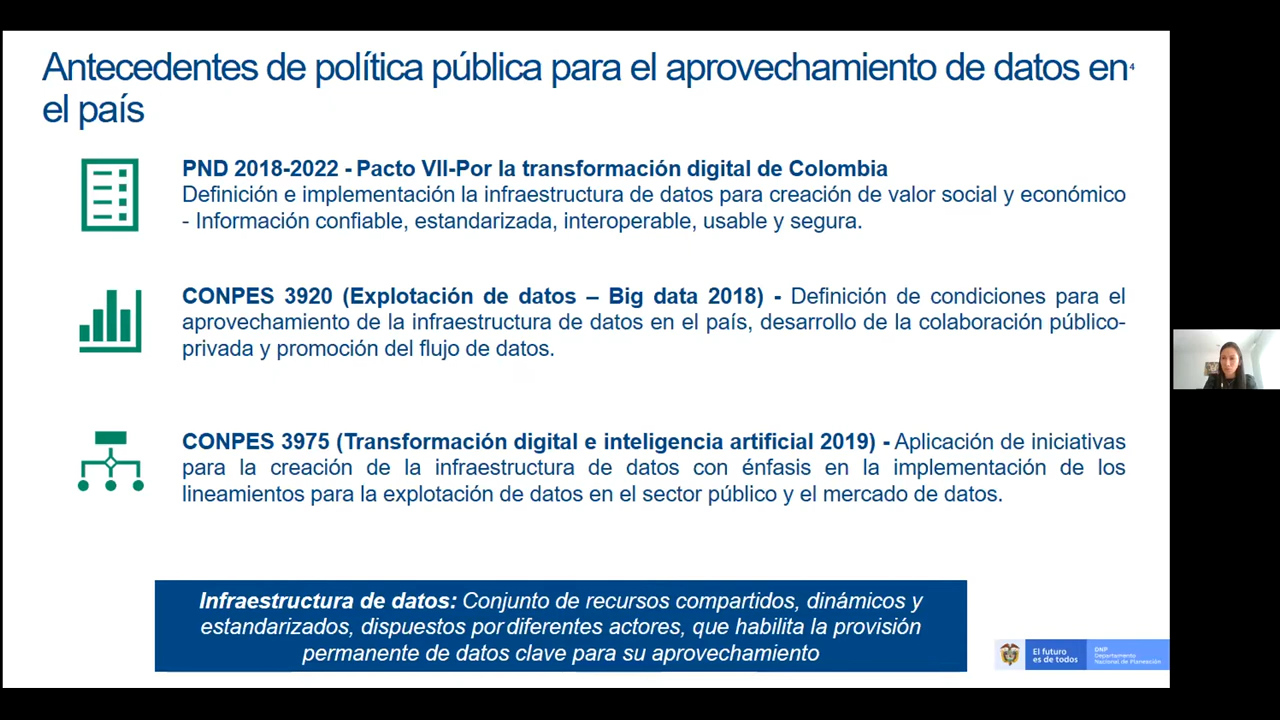 Antecedentes de política pública para el aprovechamiento de datos en
4
el país
PND 2018-2022 - Pacto VII-Por la transformación digital de Colombia
Definición e implementación la infraestructura de datos para creación de valor social y económico
- Información confiable, estandarizada, interoperable, usable y segura.
CONPES 3920 (Explotación de datos – Big data 2018) - Definición de condiciones para el
aprovechamiento de la infraestructura de datos en el país, desarrollo de la colaboración público-
privada y promoción del flujo de datos.
CONPES 3975 (Transformación digital e inteligencia artificial 2019) - Aplicación de iniciativas
para la creación de la infraestructura de datos con énfasis en la implementación de los
lineamientos para la explotación de datos en el sector público y el mercado de datos.
Infraestructura de datos: Conjunto de recursos compartidos, dinámicos y
estandarizados, dispuestos por diferentes actores, que habilita la provisión
permanente de datos clave para su aprovechamiento
El futuro
es de todos
DNP
Departamento
Nacional de Planeación